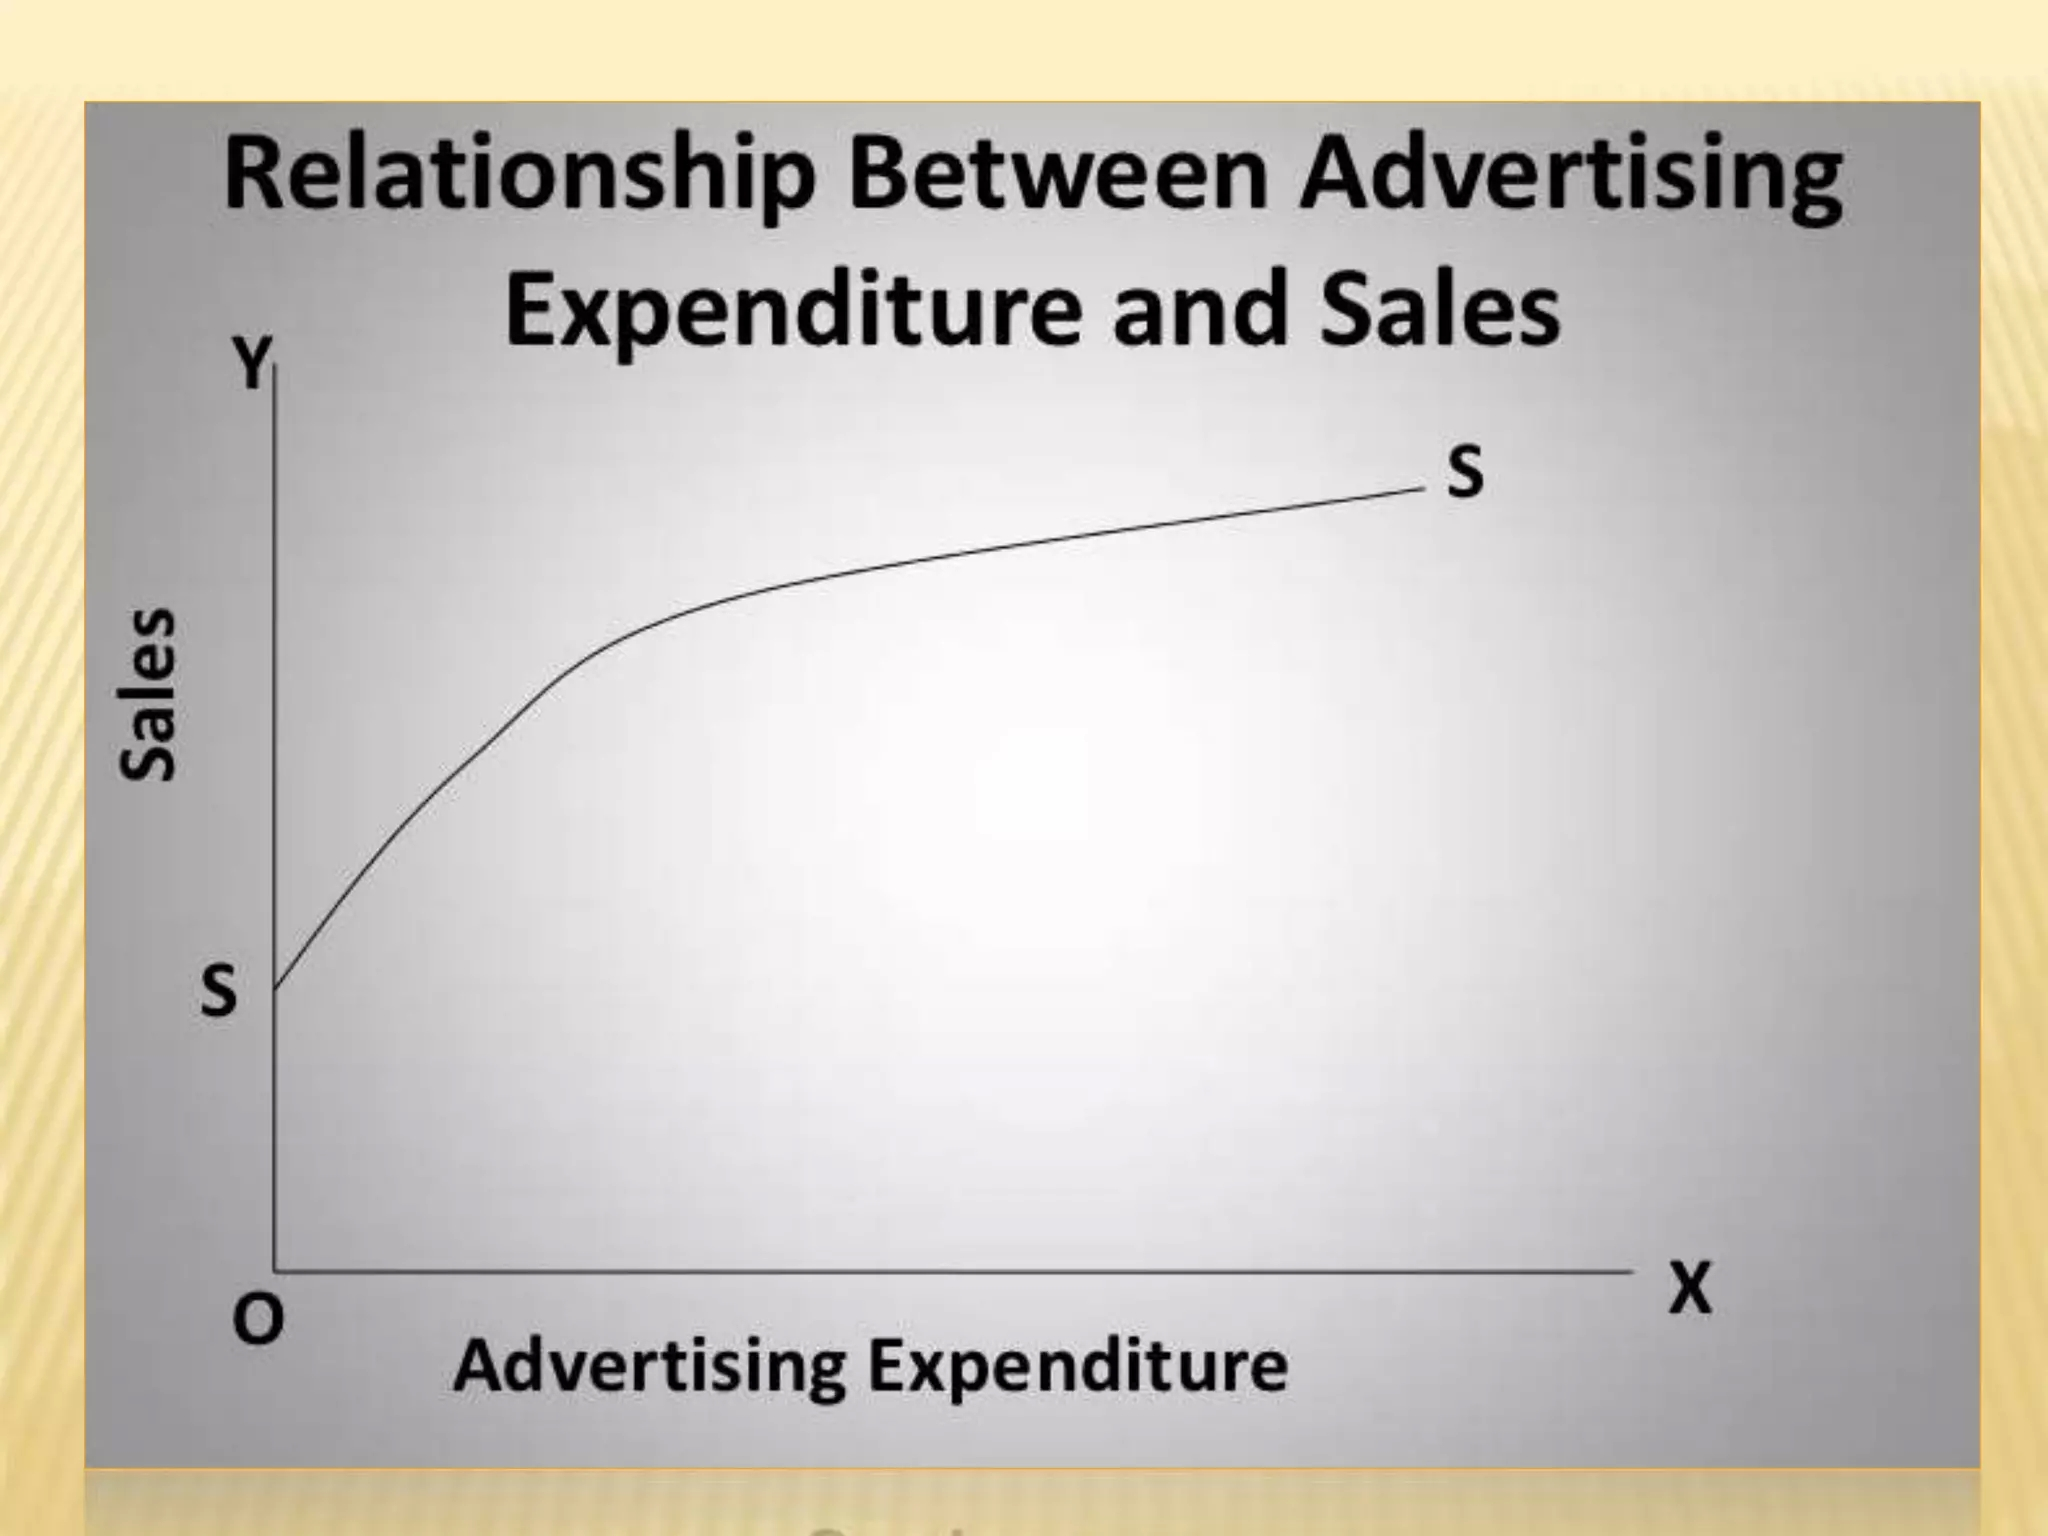 Relationship Between Advertising
Expenditure and Sales
Y
S
Sales
S
O
X
Advertising Expenditure